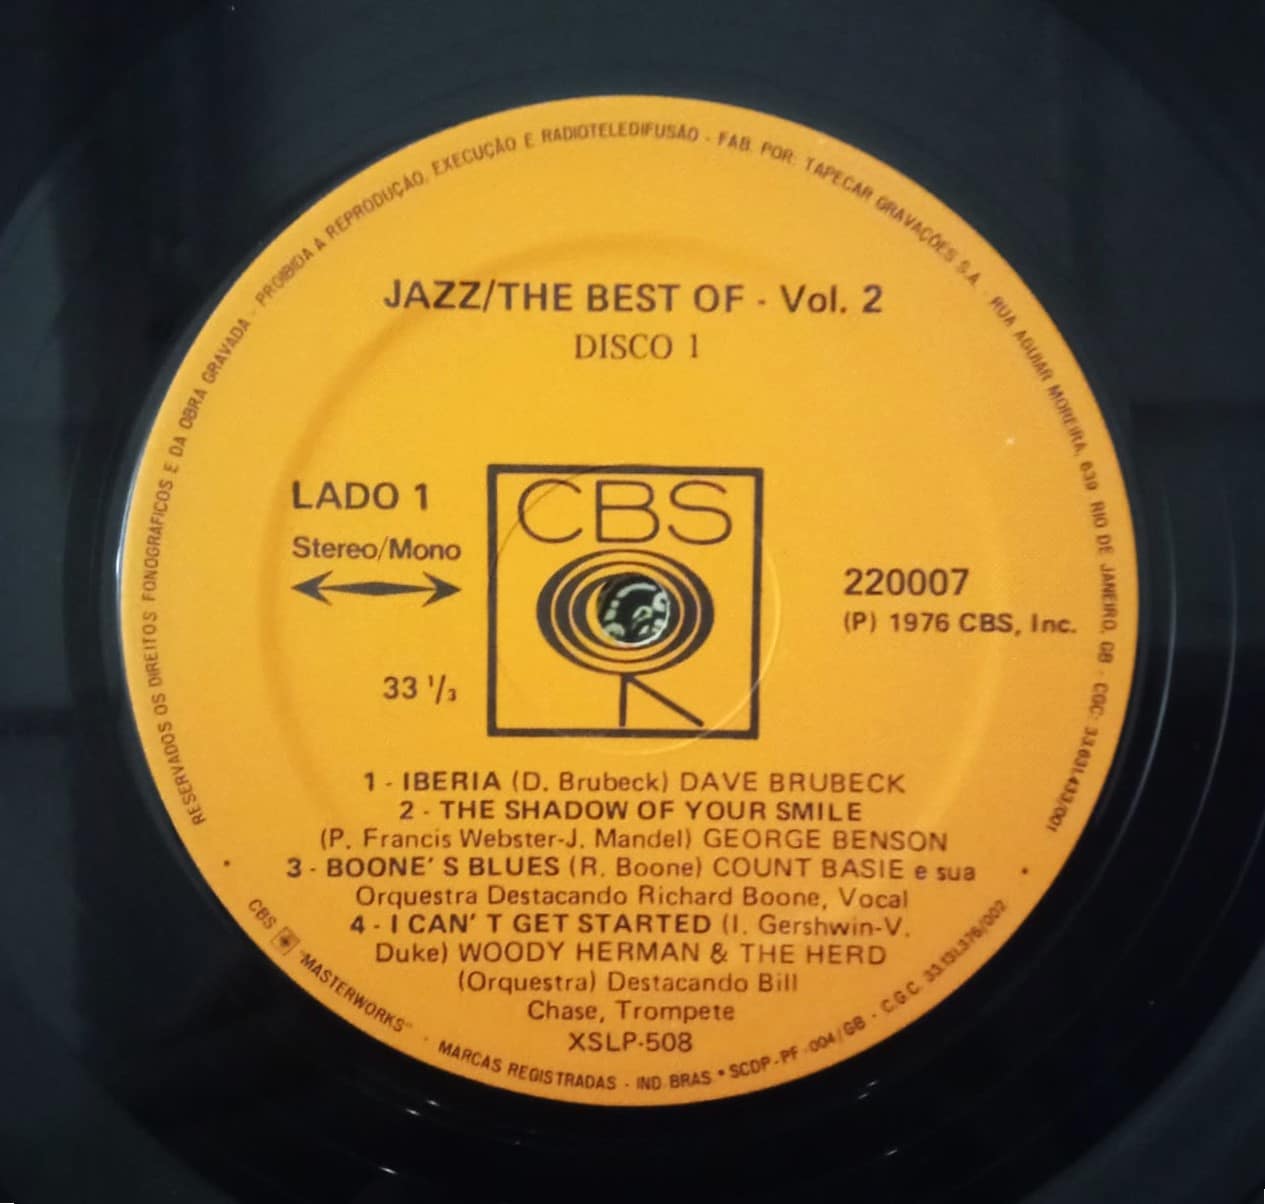 RESERVADOS OS DIREITOS FONOGRÁFICOS E DA OBRA GRAVADA - PROIBIDA A REPRODUÇÃO, EXECUÇÃO E RADIOTELEDIFUSÃO - FAB. POR: TAPECAR GRAVAÇÕES S.A. - RUA AGUIAR MOREIRA, 639 RIO DE JANEIRO, GB - CGC: 33.631.433/001
JAZZ/THE BEST OF - Vol. 2
DISCO 1
LADO 1
Stereo/Mono
33 1/3
CBS
220007
(P) 1976 CBS, Inc.
1 - IBERIA (D. Brubeck) DAVE BRUBECK
2 - THE SHADOW OF YOUR SMILE
(P. Francis Webster-J. Mandel) GEORGE BENSON
3 - BOONE' S BLUES (R. Boone) COUNT BASIE e sua
Orquestra Destacando Richard Boone, Vocal
4 - I CAN' T GET STARTED (I. Gershwin-V.
Duke) WOODY HERMAN & THE HERD
(Orquestra) Destacando Bill
Chase, Trompete
XSLP-508
CBS "MASTERWORKS" - MARCAS REGISTRADAS - IND. BRAS. • SCDP-PF-004/GB - C.G.C. 33.131.376/002